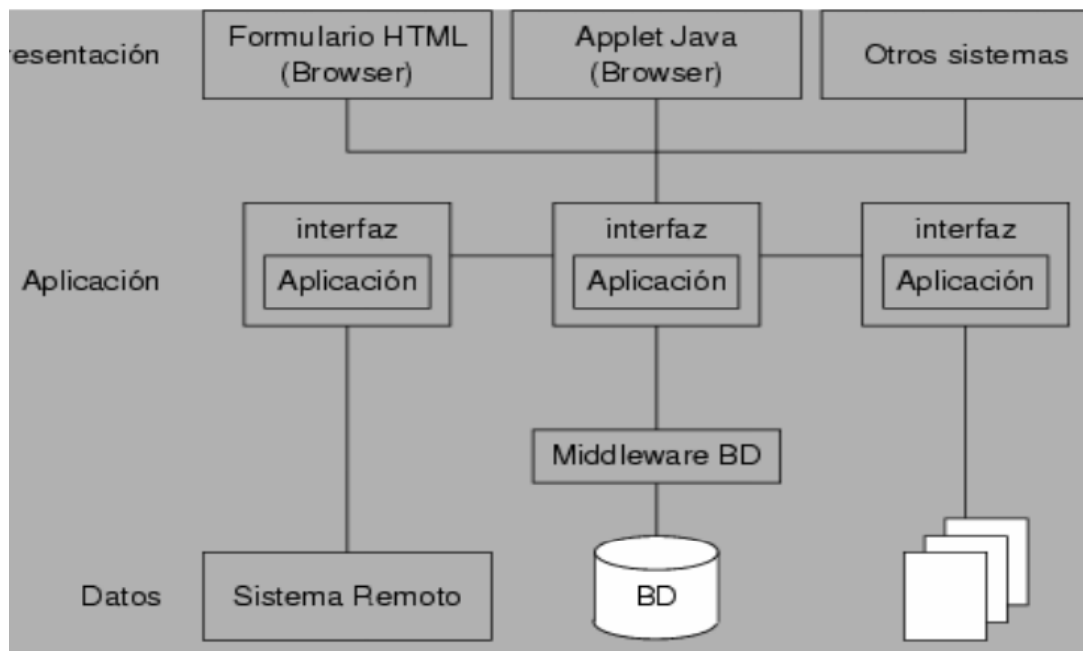 resentación
Formulario HTML
(Browser)
Applet Java
(Browser)
Otros sistemas
Aplicación
interfaz
Aplicación
interfaz
Aplicación
interfaz
Aplicación
Middleware BD
Datos
Sistema Remoto
BD